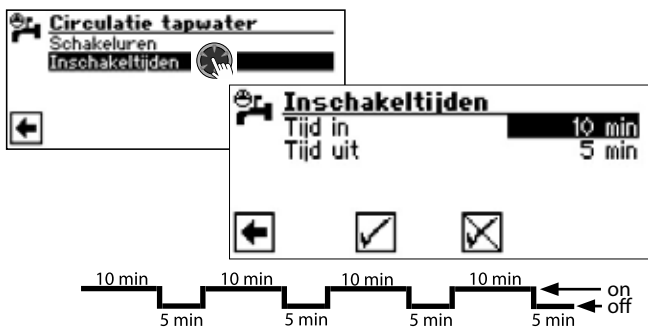 Circulatie tapwater
Schakeluren
Inschakeltijden
Inschakeltijden
Tijd in 10 min
Tijd uit 5 min
10 min 10 min 10 min 10 min on
5 min 5 min 5 min 5 min off